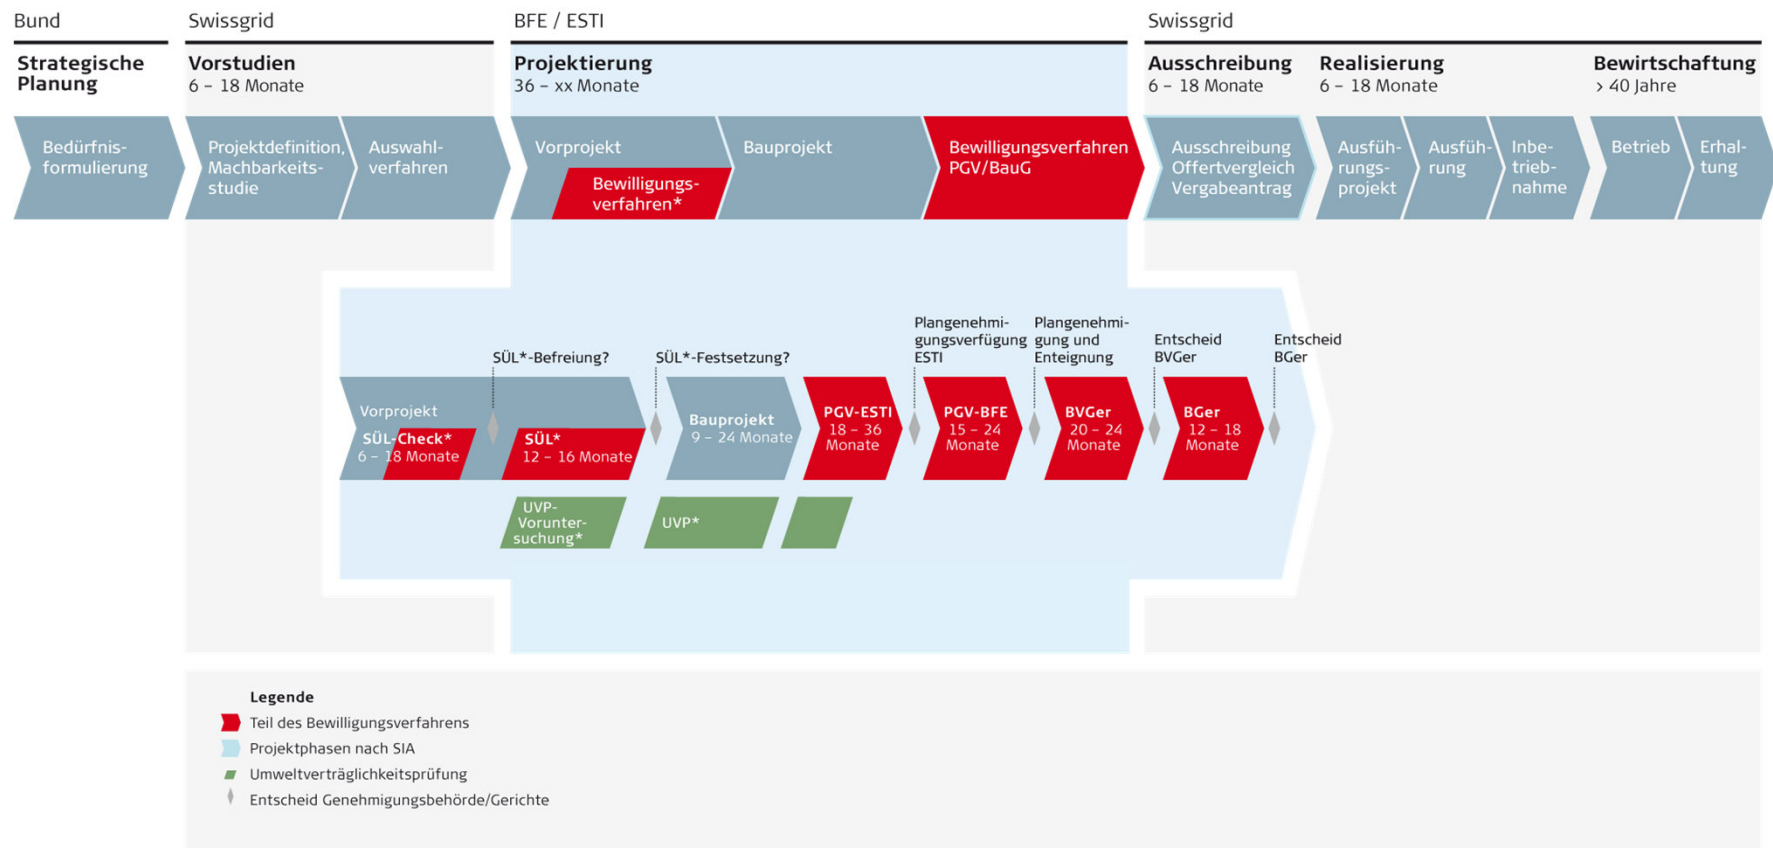 Bund
Swissgrid
BFE / ESTI
Swissgrid
Strategische
Planung
Vorstudien
6 – 18 Monate
Projektierung
36 – xx Monate
Ausschreibung
6 – 18 Monate
Realisierung
6 – 18 Monate
Bewirtschaftung
> 40 Jahre
Bedürfnis-
formulierung
Projektdefinition,
Machbarkeits-
studie
Auswahl-
verfahren
Vorprojekt
Bewilligungs-
verfahren*
Bauprojekt
Bewilligungsverfahren
PGV/BauG
Ausschreibung
Offertvergleich
Vergabeantrag
Ausfüh-
rungs-
projekt
Ausfüh-
rung
Inbe-
triebnahme
Betrieb
Erhal-
tung
SÜL*-Befreiung?
SÜL*-Festsetzung?
Plangenehmi-
gungsverfügung
ESTI
Plangenehmi-
gung und
Enteignung
Entscheid
BVGer
Entscheid
BGer
Vorprojekt
SÜL-Check*
6 – 18 Monate
SÜL*
12 – 16 Monate
Bauprojekt
9 – 24 Monate
PGV-ESTI
18 – 36
Monate
PGV-BFE
15 – 24
Monate
BVGer
20 – 24
Monate
BGer
12 – 18
Monate
UVP-
Vorunter-
suchung*
UVP*
Legende
Teil des Bewilligungsverfahrens
Projektphasen nach SIA
Umweltverträglichkeitsprüfung
Entscheid Genehmigungsbehörde/Gerichte